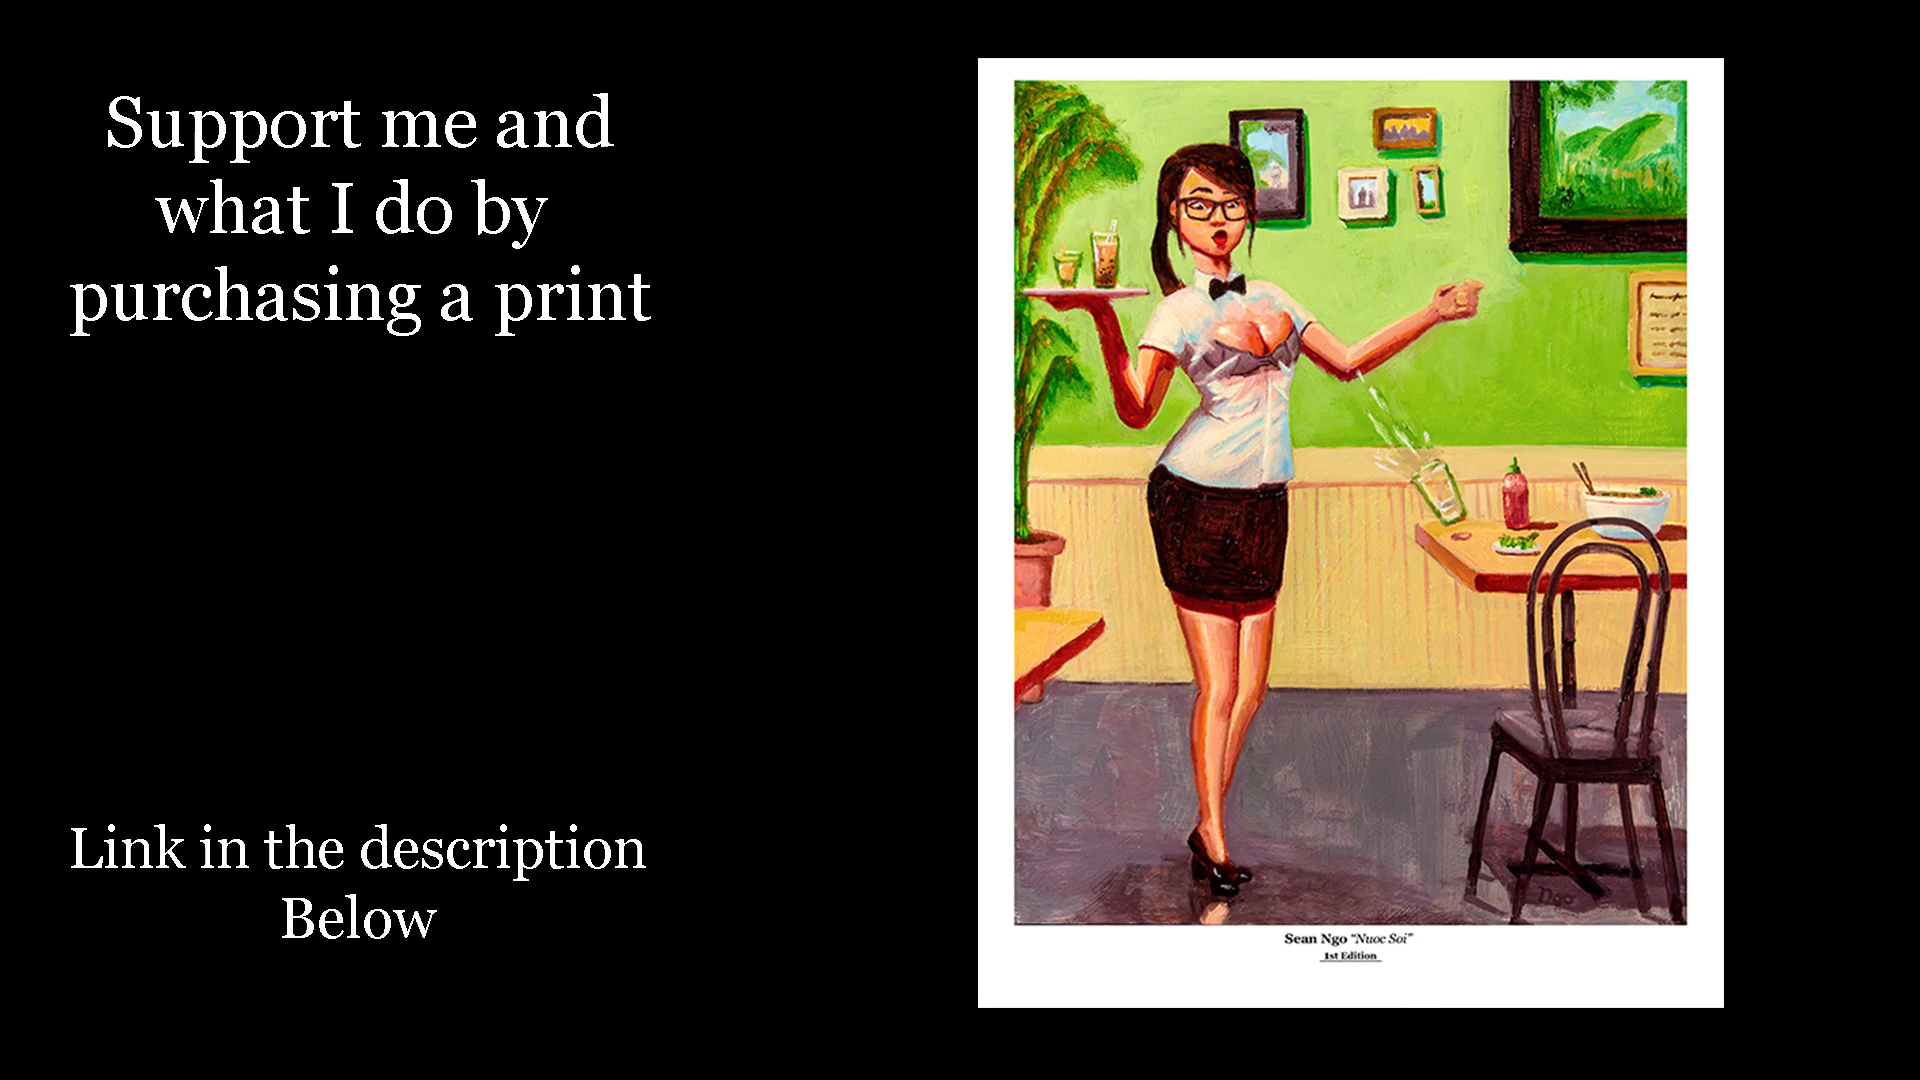 Support me and
what I do by
purchasing a print
Link in the description
Below
Sean Ngo “Nuoc Soi”
1st Edition
Ngo